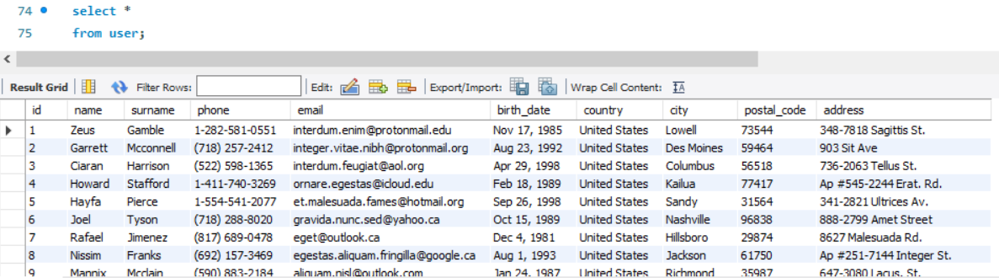 74 select *
75 from user;
Result Grid Filter Rows: Edit: Export/Import: Wrap Cell Content:
id name surname phone email birth_date country city postal_code address
1 Zeus Gamble 1-282-581-0551 interdum.enim@protonmail.edu Nov 17, 1985 United States Lowell 73544 348-7818 Sagittis St.
2 Garrett Mcconnell (718) 257-2412 integer.vitae.nibh@protonmail.org Aug 23, 1992 United States Des Moines 59464 903 Sit Ave
3 Ciaran Harrison (522) 598-1365 interdum.feugiat@aol.org Apr 29, 1998 United States Columbus 56518 736-2063 Tellus St.
4 Howard Stafford 1-411-740-3269 ornare.egestas@icloud.edu Feb 18, 1989 United States Kailua 77417 Ap #545-2244 Erat. Rd.
5 Hayfa Pierce 1-554-541-2077 et.malesuada.fames@hotmail.org Sep 26, 1998 United States Sandy 31564 341-2821 Ultrices Av.
6 Joel Tyson (718) 288-8020 gravida.nunc.sed@yahoo.ca Oct 15, 1989 United States Nashville 96838 888-2799 Amet Street
7 Rafael Jimenez (817) 689-0478 eget@outlook.ca Dec 4, 1981 United States Hillsboro 29874 8627 Malesuada Rd.
8 Nissim Franks (692) 157-3469 egestas.aliquam.fringilla@google.ca Aug 1, 1993 United States Jackson 61750 Ap #251-7144 Integer St.
9 Mannix Mcclain (590) 883-2184 aliquam.nisl@outlook.com Jan 24, 1987 United States Richmond 35987 647-3080 Lacus. St.